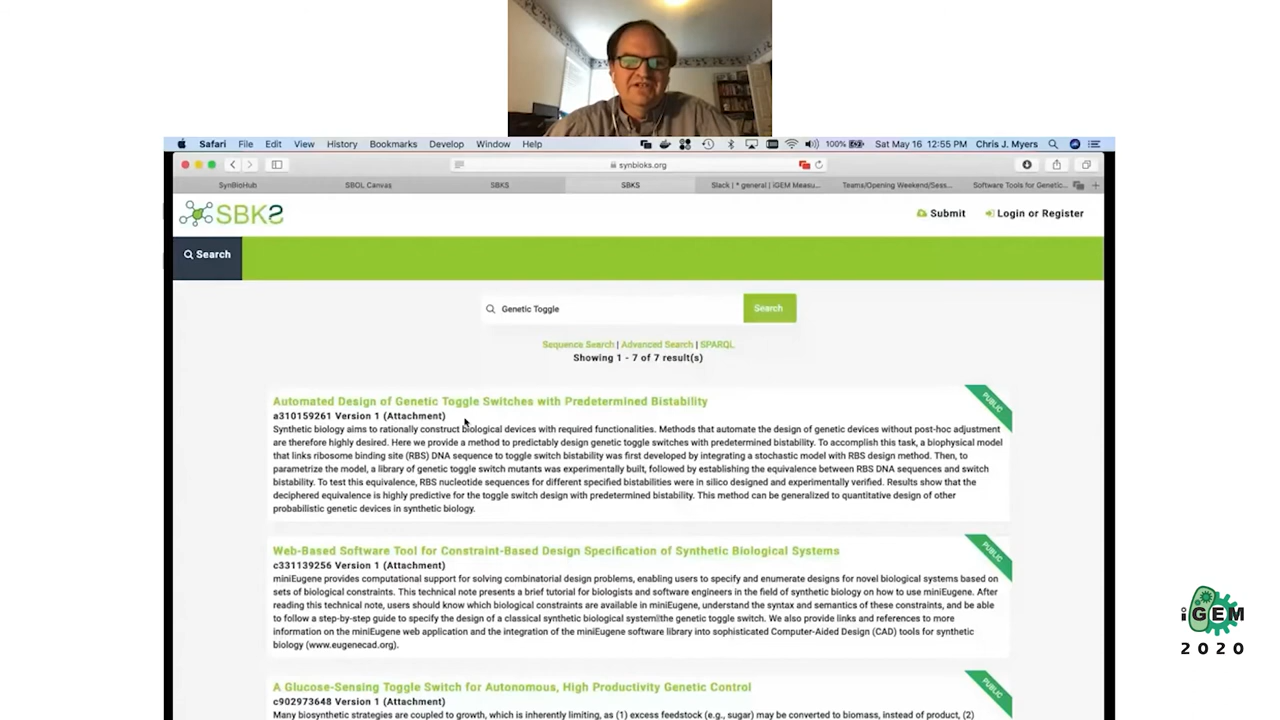 Safari File Edit View History Bookmarks Develop Window Help 100% Sat May 16 12:55 PM Chris J. Myers
synbioks.org
SynBioHub SBOL Canvas SBKS SBKS Slack | * general | iGEM Measu... Teams/Opening Weekend/Sess... Software Tools for Genetic...
SBKS Submit Login or Register
Search
Genetic Toggle Search
Sequence Search | Advanced Search | SPARQL
Showing 1 - 7 of 7 result(s)
Automated Design of Genetic Toggle Switches with Predetermined Bistability
PUBLIC
a310159261 Version 1 (Attachment)
Synthetic biology aims to rationally construct biological devices with required functionalities. Methods that automate the design of genetic devices without post-hoc adjustment
are therefore highly desired. Here we provide a method to predictably design genetic toggle switches with predetermined bistability. To accomplish this task, a biophysical model
that links ribosome binding site (RBS) DNA sequence to toggle switch bistability was first developed by integrating a stochastic model with RBS design method. Then, to
parametrize the model, a library of genetic toggle switch mutants was experimentally built, followed by establishing the equivalence between RBS DNA sequences and switch
bistability. To test this equivalence, RBS nucleotide sequences for different specified bistabilities were in silico designed and experimentally verified. Results show that the
deciphered equivalence is highly predictive for the toggle switch design with predetermined bistability. This method can be generalized to quantitative design of other
probabilistic genetic devices in synthetic biology.
Web-Based Software Tool for Constraint-Based Design Specification of Synthetic Biological Systems
PUBLIC
c331139256 Version 1 (Attachment)
miniEugene provides computational support for solving combinatorial design problems, enabling users to specify and enumerate designs for novel biological systems based on
sets of biological constraints. This technical note presents a brief tutorial for biologists and software engineers in the field of synthetic biology on how to use miniEugene. After
reading this technical note, users should know which biological constraints are available in miniEugene, understand the syntax and semantics of these constraints, and be able
to follow a step-by-step guide to specify the design of a classical synthetic biological system the genetic toggle switch. We also provide links and references to more
information on the miniEugene web application and the integration of the miniEugene software library into sophisticated Computer-Aided Design (CAD) tools for synthetic
biology (www.eugenecad.org).
A Glucose-Sensing Toggle Switch for Autonomous, High Productivity Genetic Control
PUBLIC
c902973648 Version 1 (Attachment)
Many biosynthetic strategies are coupled to growth, which is inherently limiting, as (1) excess feedstock (e.g., sugar) may be converted to biomass, instead of product, (2)
iGEM
2020